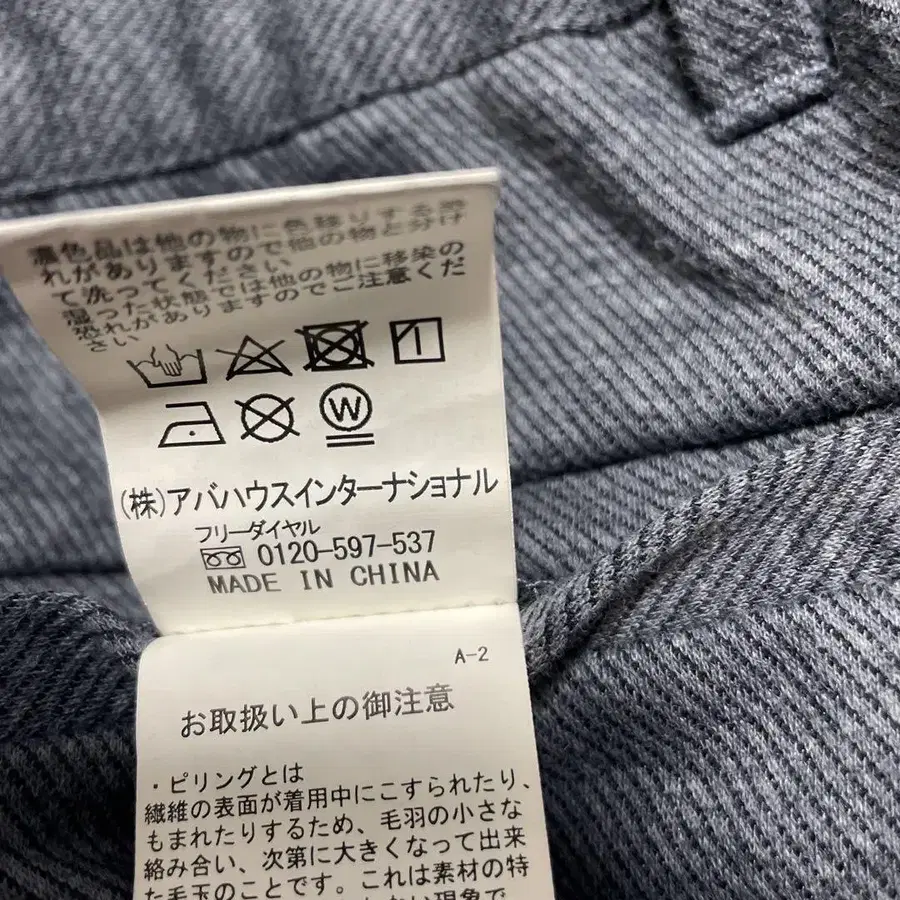 濃色品は他の物に色移りする恐
れがありますので他の物と分け
て洗ってください
湿った状態では他の物に移染の
恐れがありますのでご注意くだ
さい
W
(株)アバハウスインターナショナル
フリーダイヤル
0120-597-537
MADE IN CHINA
A-2
お取扱い上の御注意
・ピリングとは
繊維の表面が着用中にこすられたり、
もまれたりするため、毛羽の小さな
絡み合い、次第に大きくなって出来
た毛玉のことです。これは素材の特